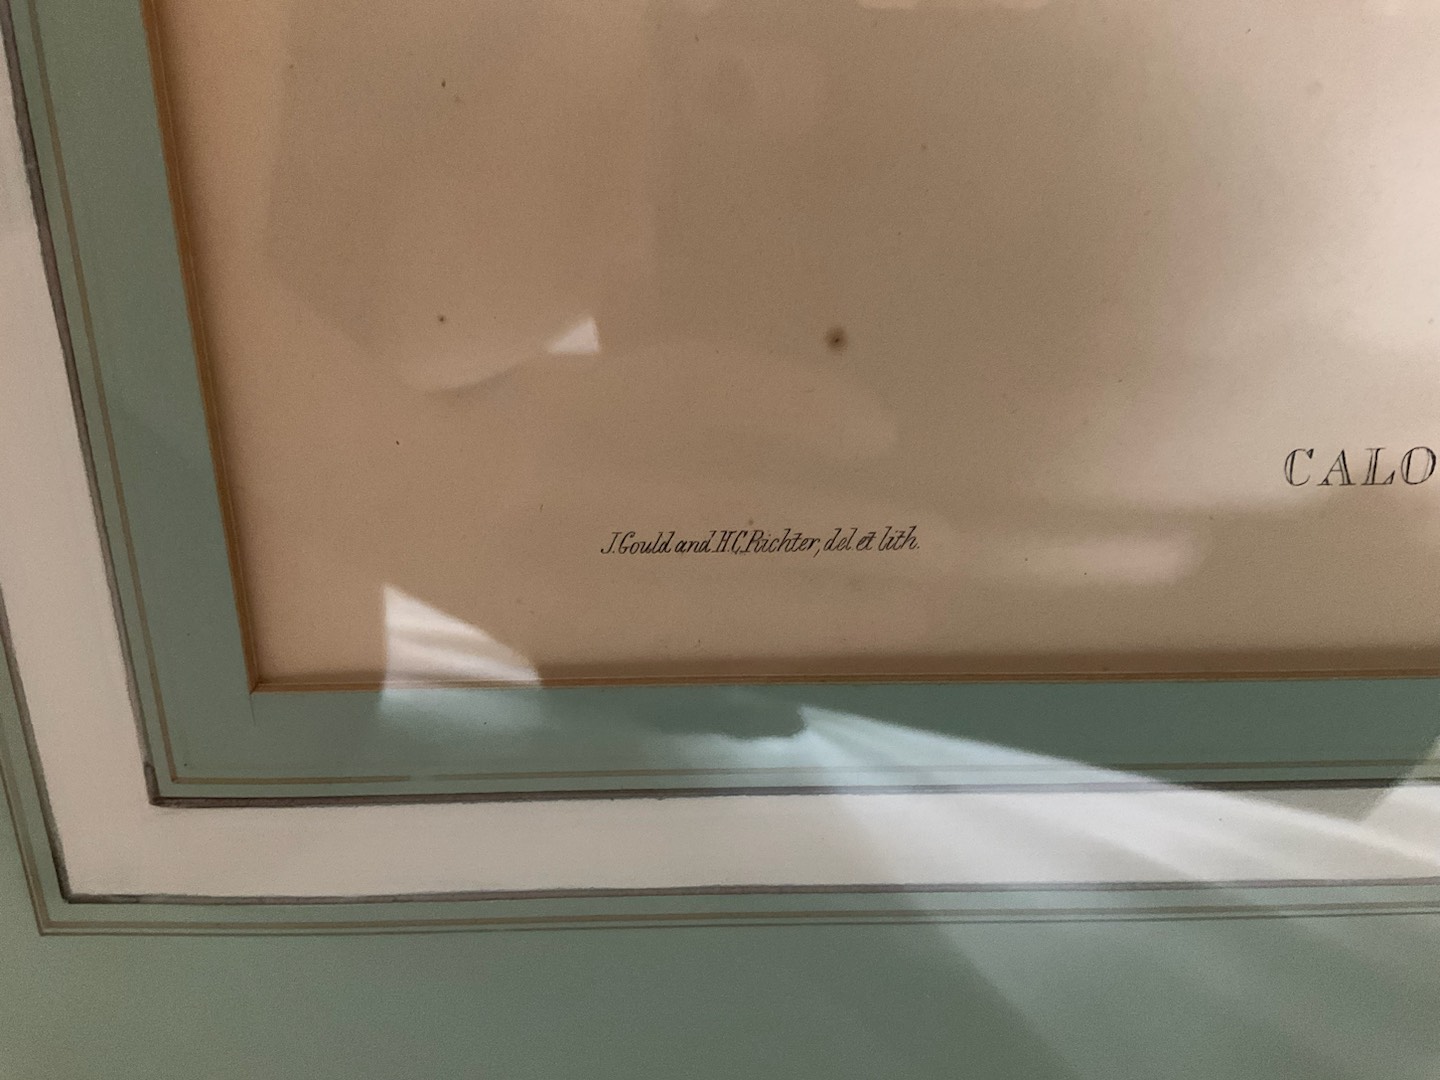 CALO
J. Gould and H.C. Richter, del et lith.